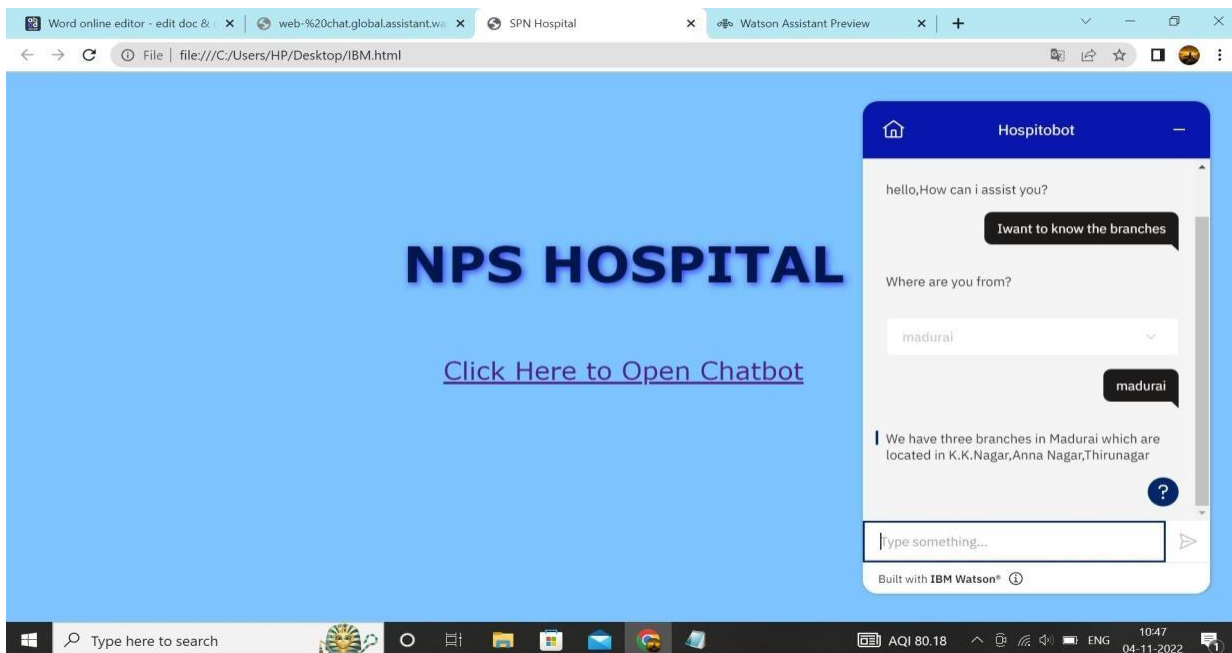 Word online editor - edit doc &
web-%20chat.global.assistant.wa
SPN Hospital
Watson Assistant Preview
File | file:///C:/Users/HP/Desktop/IBM.html
Hospitobot
hello,How can i assist you?
Iwant to know the branches
NPS HOSPITAL
Where are you from?
madurai
Click Here to Open Chatbot
madurai
We have three branches in Madurai which are
located in K.K.Nagar,Anna Nagar,Thirunagar
?
Type something...
Built with IBM Watson®
Type here to search
AQI 80.18
ENG
10:47
04-11-2022
1